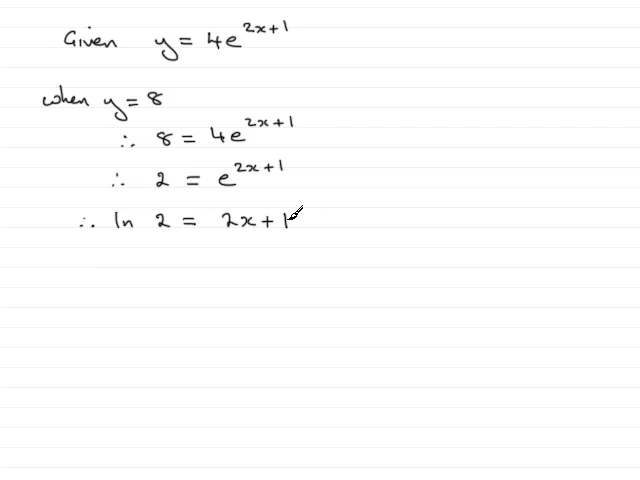 Given y = 4e^{2x+1}
when y = 8
∴ 8 = 4e^{2x+1}
∴ 2 = e^{2x+1}
∴ ln 2 = 2x + 1